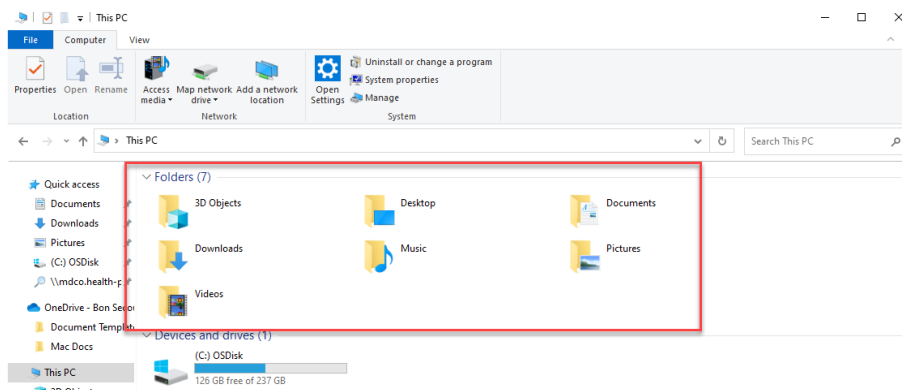 This PC
File Computer View
Properties Open Rename
Access media Map network drive Add a network location
Open Settings
Uninstall or change a program
System properties
Manage
Location Network System
This PC
Search This PC
Quick access
Documents
Downloads
Pictures
(C:) OSDisk
\\mdco.health-
OneDrive - Bon Secou
Document Templat
Mac Docs
This PC
3D Objects
Folders (7)
3D Objects Desktop Documents
Downloads Music Pictures
Videos
Devices and drives (1)
(C:) OSDisk
126 GB free of 237 GB